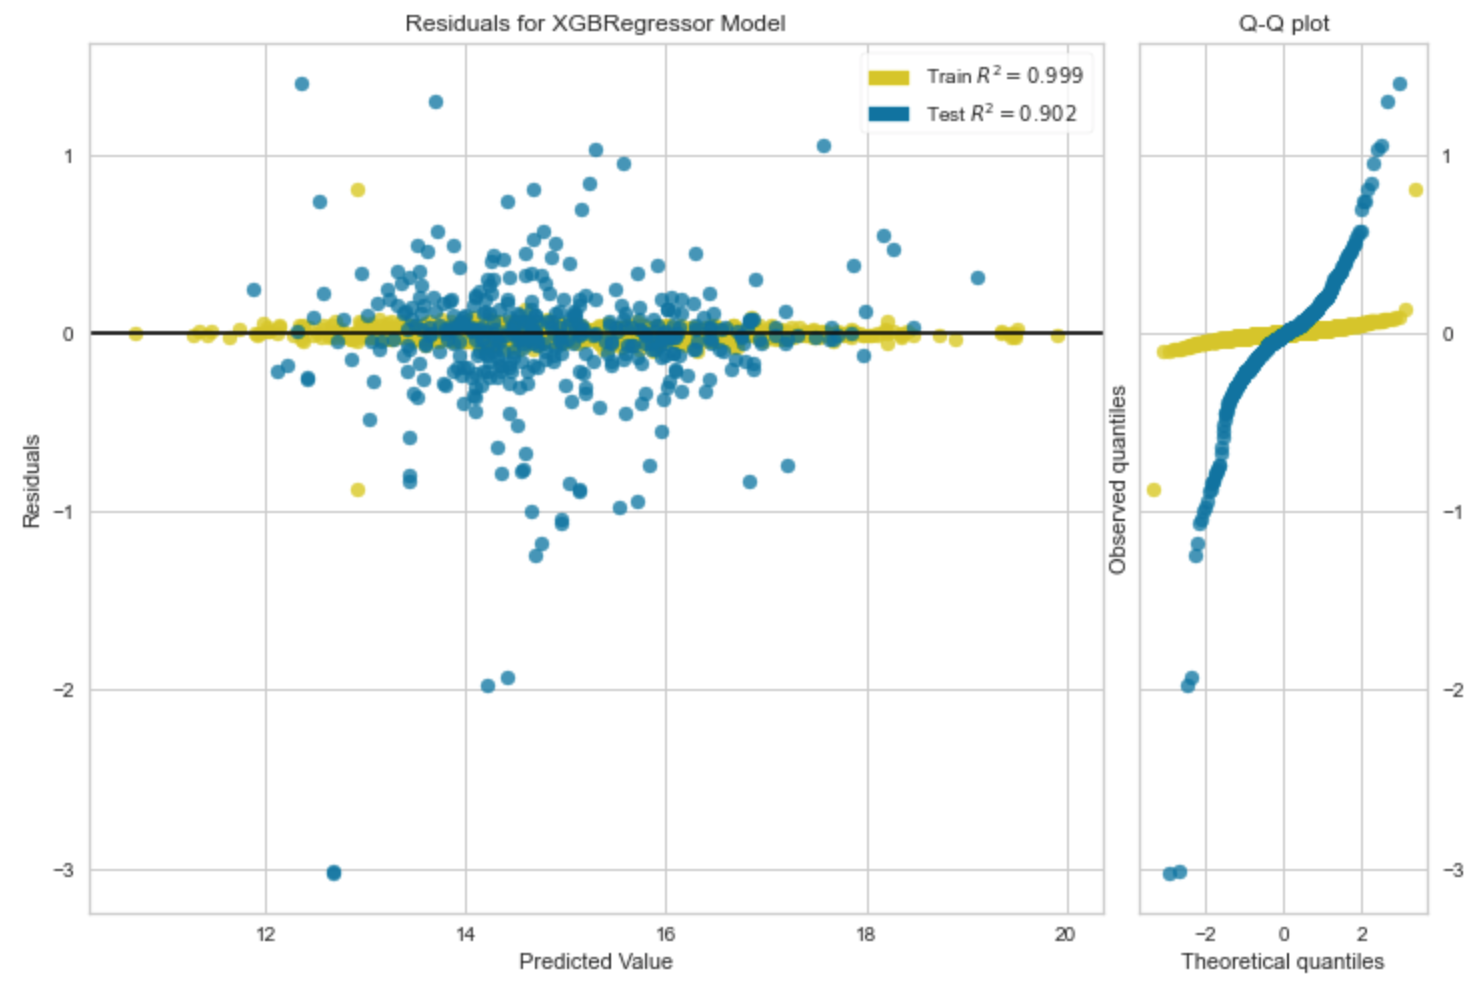 Residuals for XGBRegressor Model
Train R² = 0.999
Test R² = 0.902
1
0
−1
−2
−3
Residuals
12
14
16
18
20
Predicted Value
Q-Q plot
Observed quantiles
1
0
−1
−2
−3
−2
0
2
Theoretical quantiles